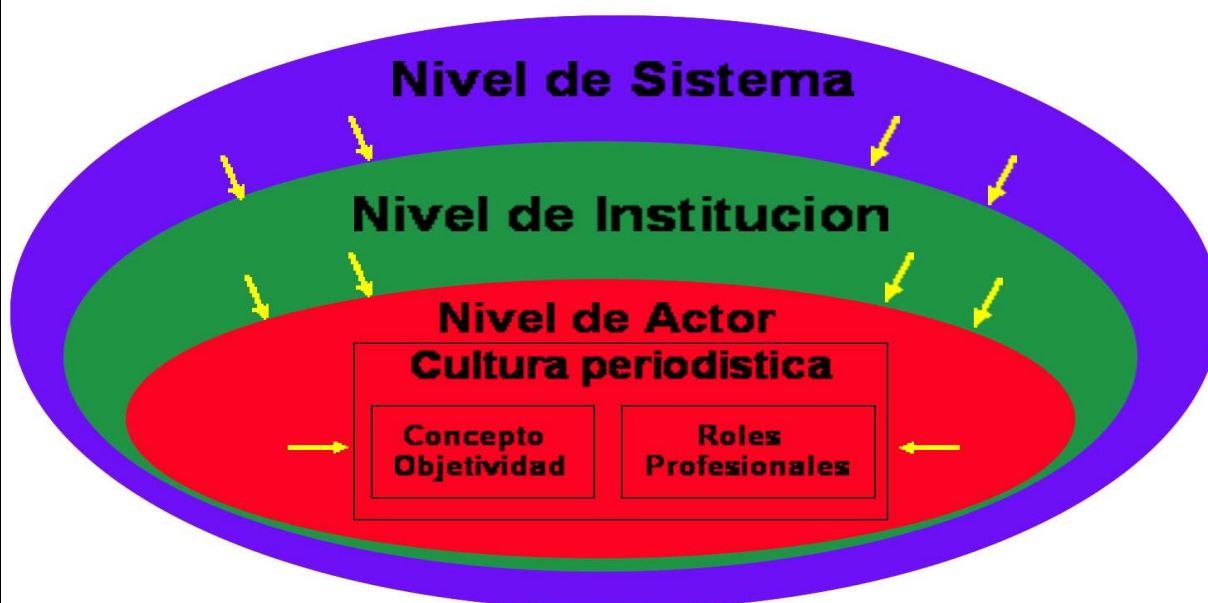 Nivel de Sistema
Nivel de Institucion
Nivel de Actor
Cultura periodistica
Concepto
Objetividad
Roles
Profesionales